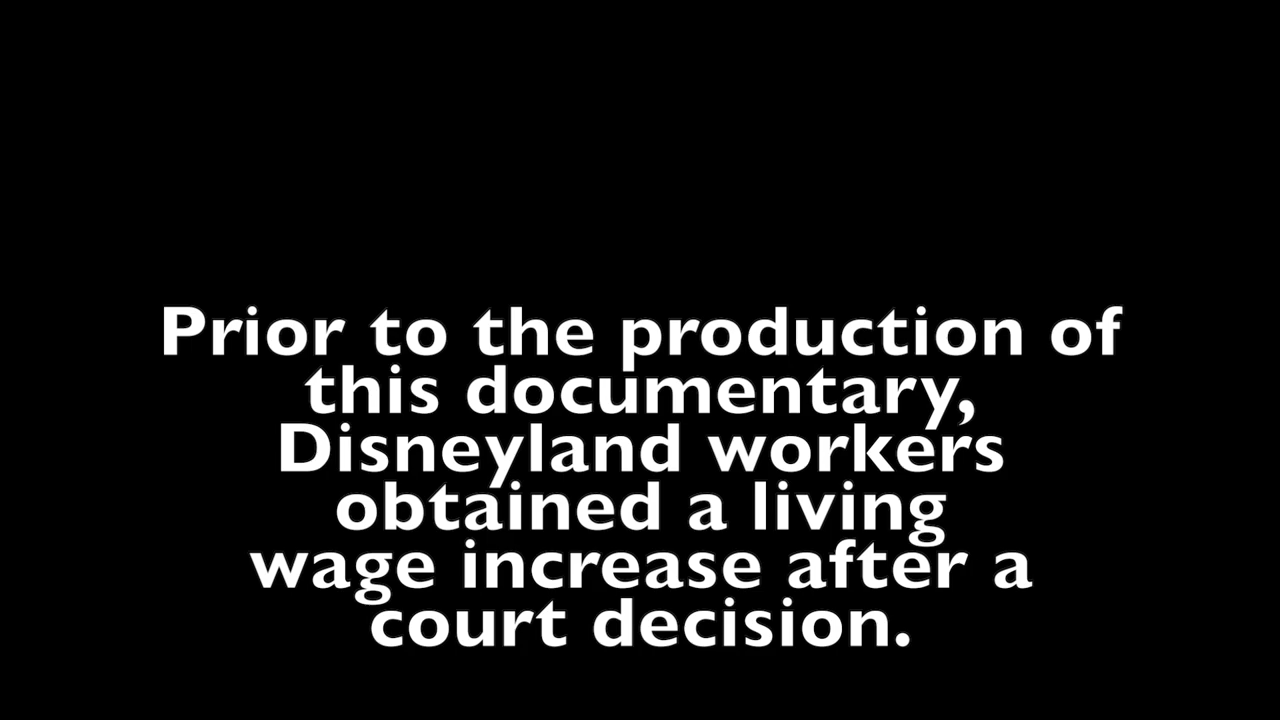 Prior to the production of
this documentary,
Disneyland workers
obtained a living
wage increase after a
court decision.